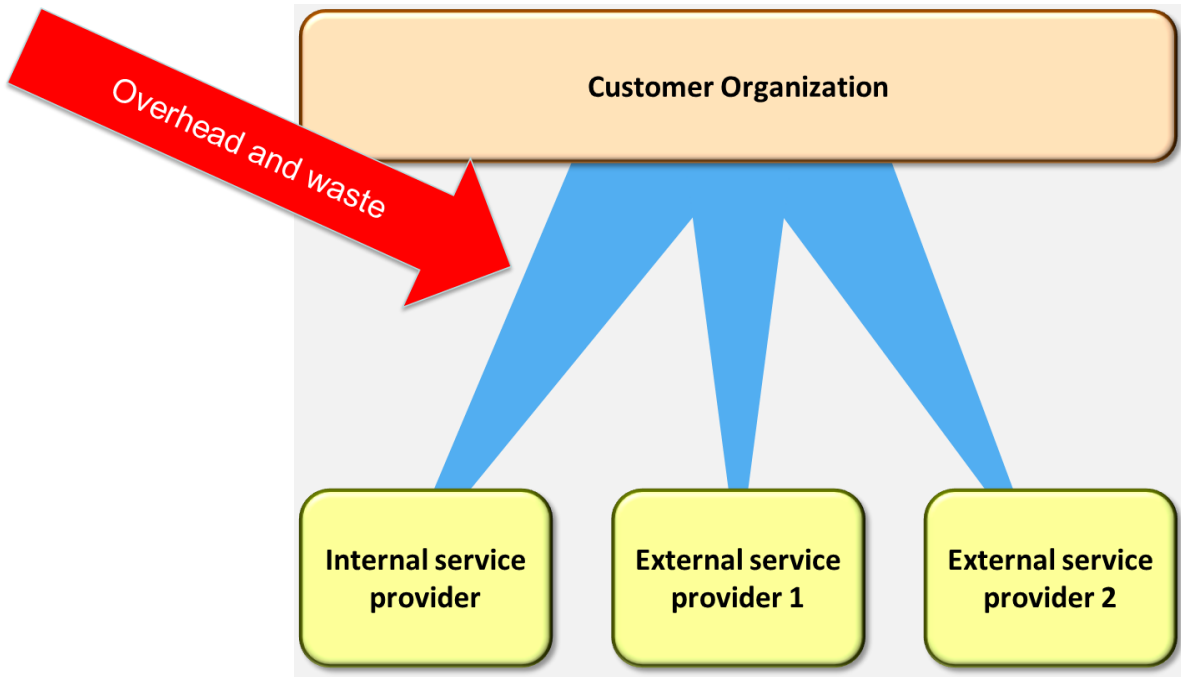 Customer Organization
Overhead and waste
Internal service
provider
External service
provider 1
External service
provider 2